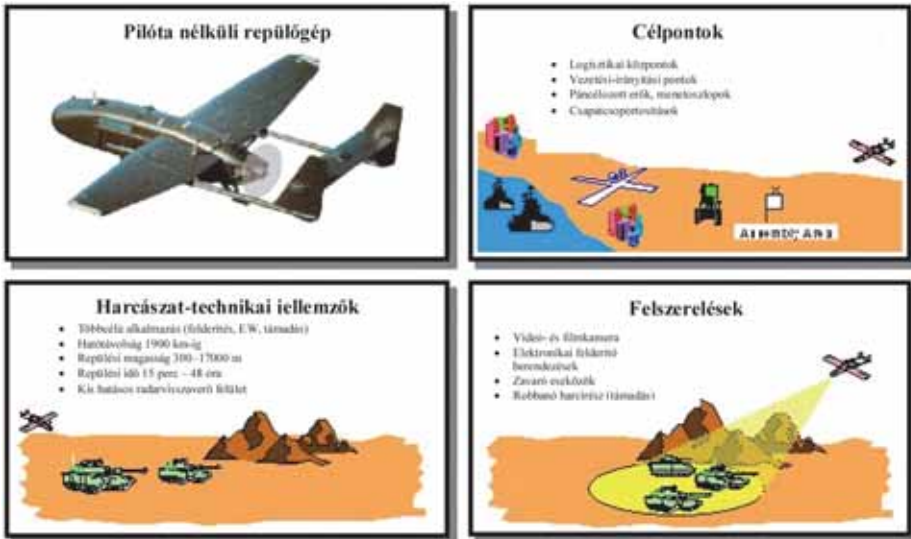 Pilóta nélküli repülőgép
Célpontok
• Logisztikai központok
• Vezetési-irányítási pontok
• Páncélozott erők, menetoszlopok
• Csapatcsoportosítások
Assembly Area
Harcászat-technikai jellemzők
• Többcélú alkalmazás (felderítés, EW, támadás)
• Hatótávolság 1900 km-ig
• Repülési magasság 300–17000 m
• Repülési idő 15 perc – 48 óra
• Kis hatásos radarvisszaverő felület
Felszerelések
• Video- és filmkamera
• Elektronikai felderítő
berendezések
• Zavaró eszközök
• Robbanó harcirész (támadás)